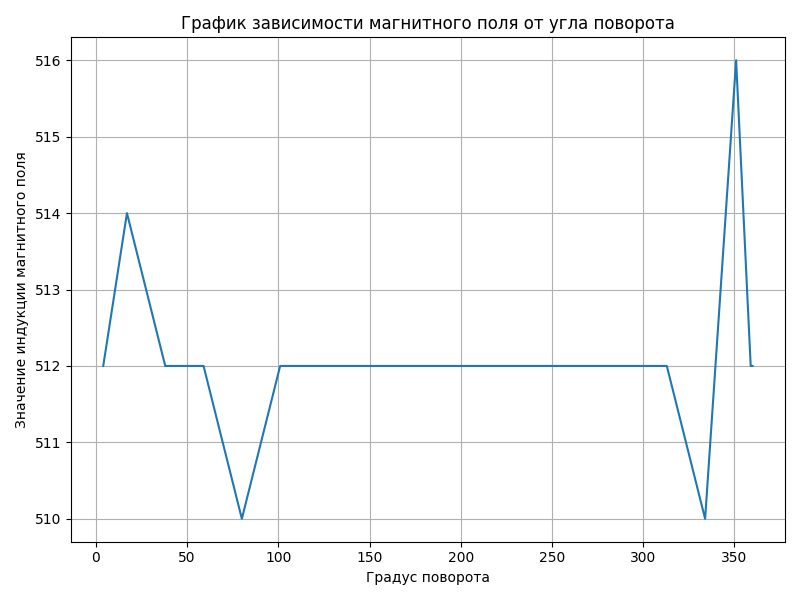 График зависимости магнитного поля от угла поворота
Значение индукции магнитного поля
516
515
514
513
512
511
510
0 50 100 150 200 250 300 350
Градус поворота